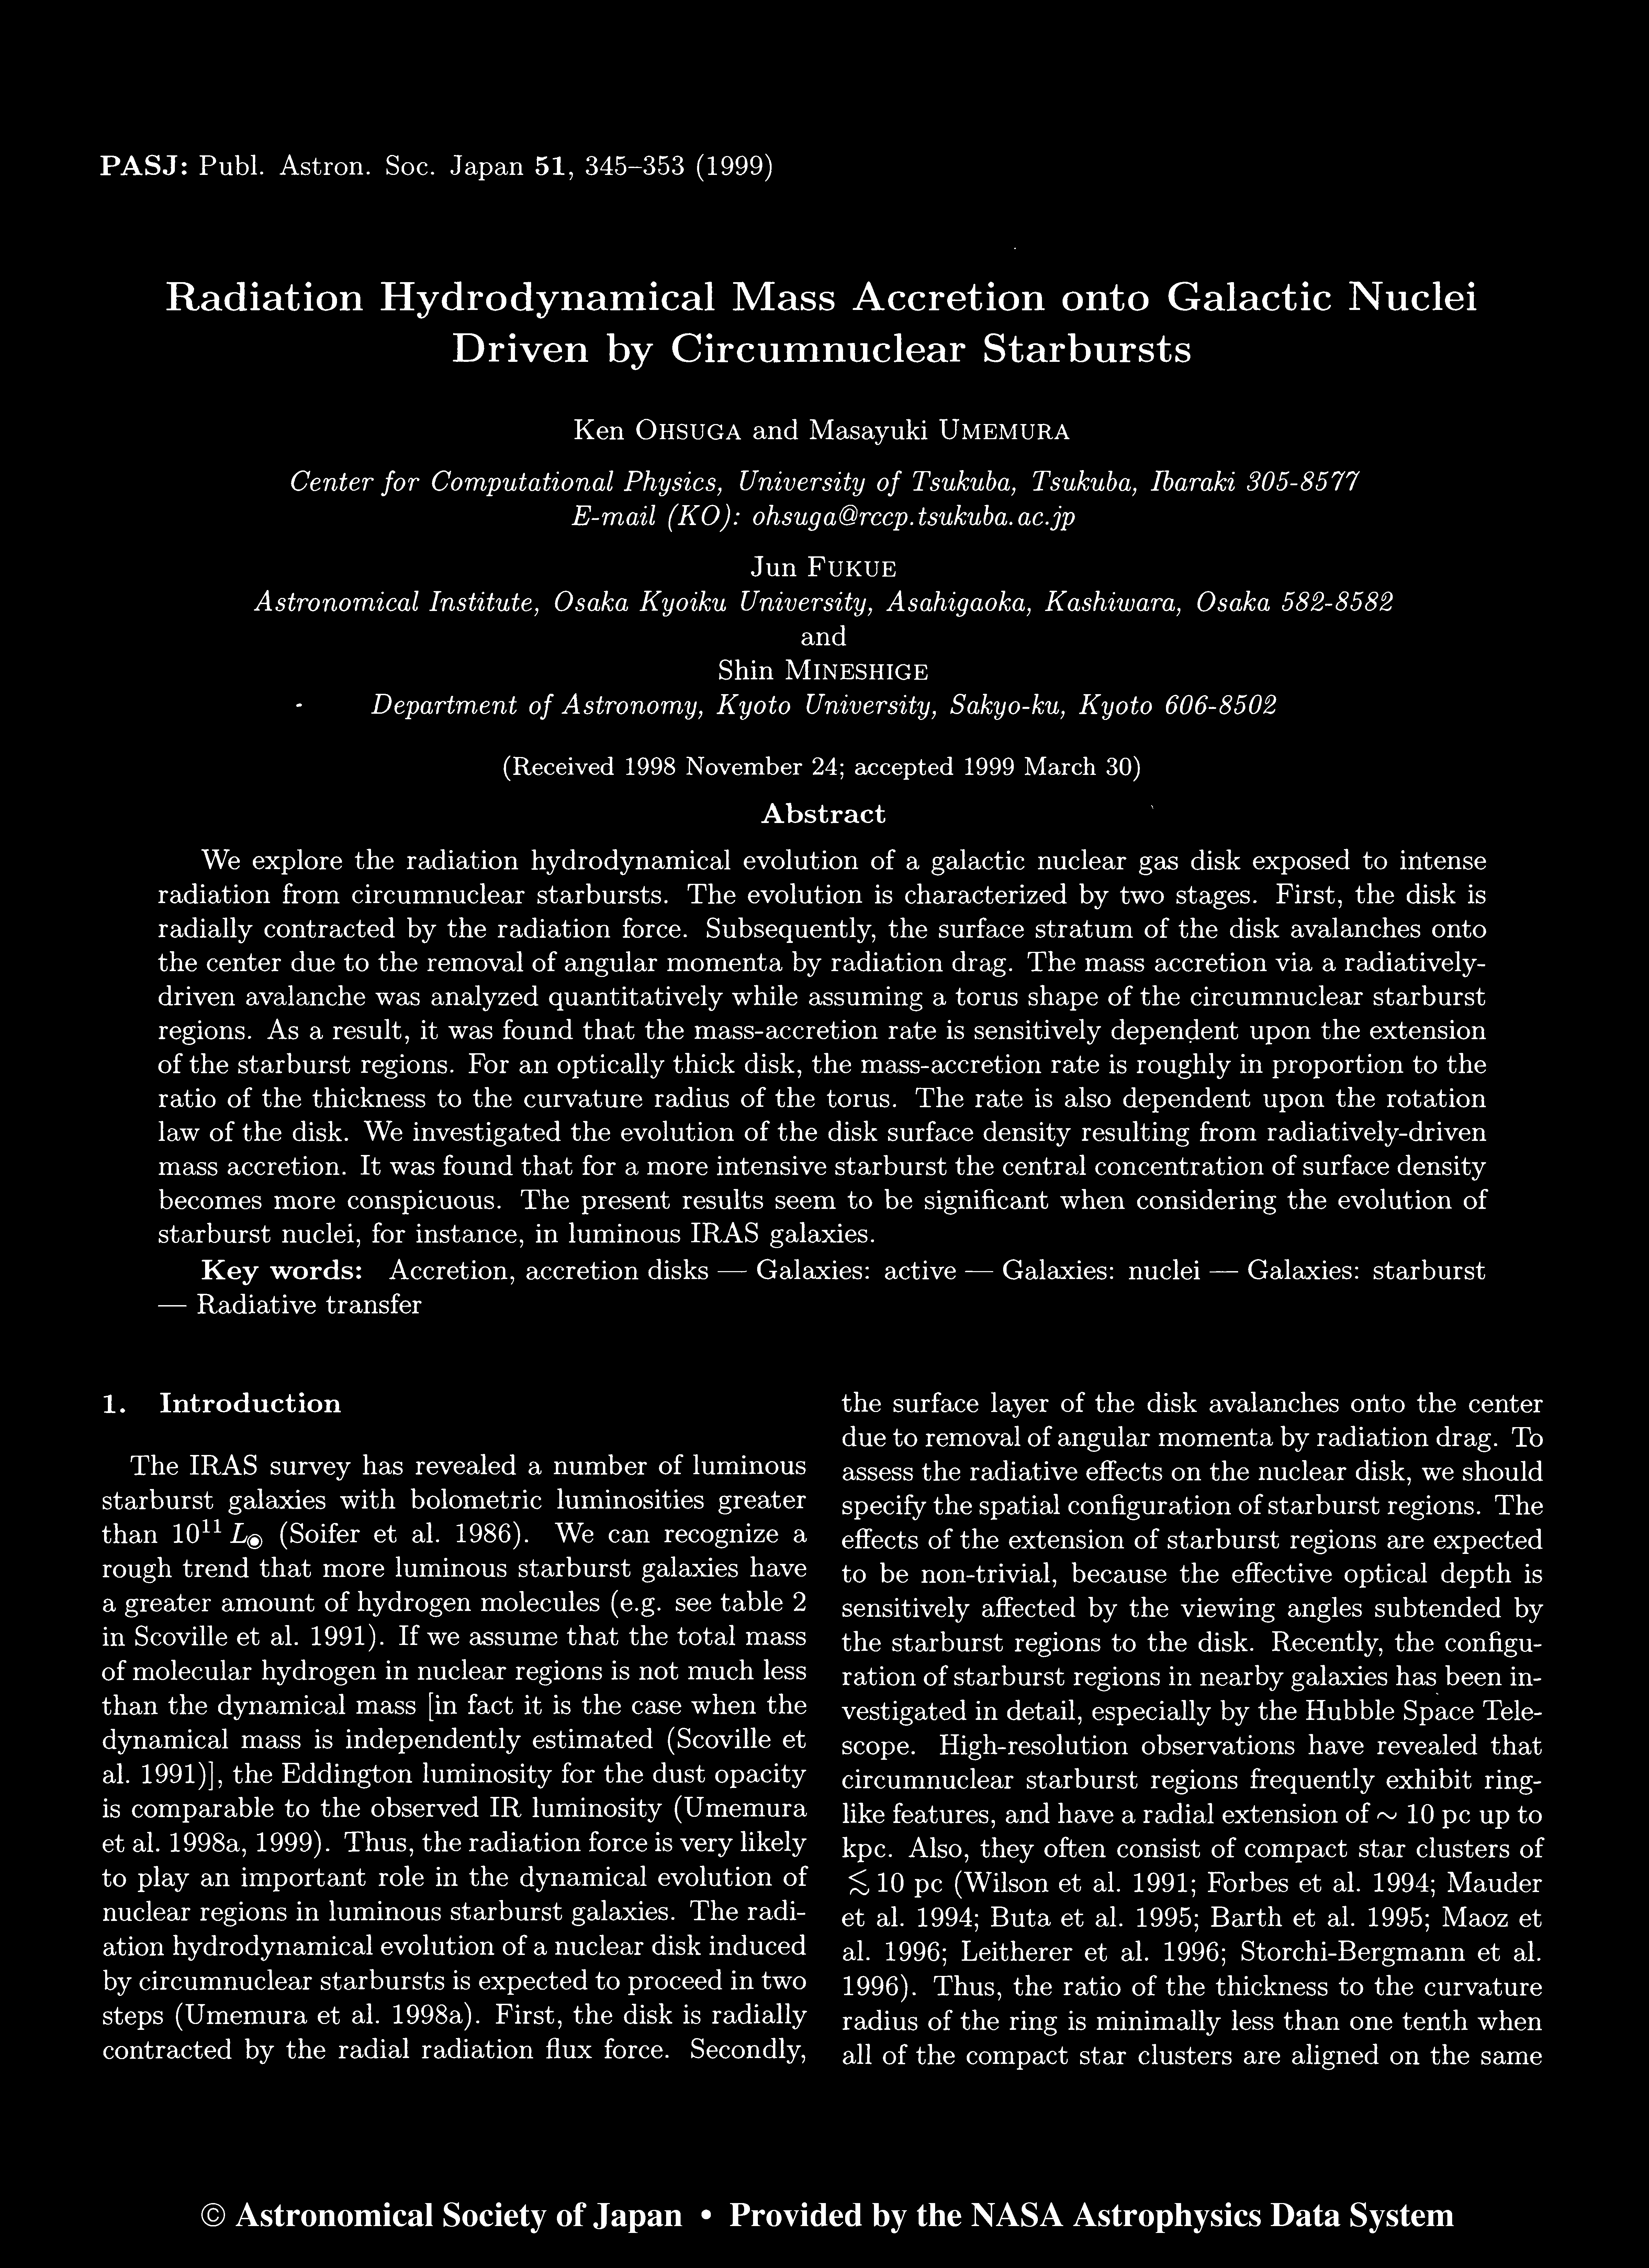 PASJ: Publ. Astron. Soc. Japan 51, 345–353 (1999)
Radiation Hydrodynamical Mass Accretion onto Galactic Nuclei
Driven by Circumnuclear Starbursts
Ken OHSUGA and Masayuki UMEMURA
Center for Computational Physics, University of Tsukuba, Tsukuba, Ibaraki 305-8577
E-mail (KO): ohsuga@rccp.tsukuba.ac.jp
Jun FUKUE
Astronomical Institute, Osaka Kyoiku University, Asahigaoka, Kashiwara, Osaka 582-8582
and
Shin MINESHIGE
Department of Astronomy, Kyoto University, Sakyo-ku, Kyoto 606-8502
(Received 1998 November 24; accepted 1999 March 30)
Abstract
We explore the radiation hydrodynamical evolution of a galactic nuclear gas disk exposed to intense
radiation from circumnuclear starbursts. The evolution is characterized by two stages. First, the disk is
radially contracted by the radiation force. Subsequently, the surface stratum of the disk avalanches onto
the center due to the removal of angular momenta by radiation drag. The mass accretion via a radiatively-
driven avalanche was analyzed quantitatively while assuming a torus shape of the circumnuclear starburst
regions. As a result, it was found that the mass-accretion rate is sensitively dependent upon the extension
of the starburst regions. For an optically thick disk, the mass-accretion rate is roughly in proportion to the
ratio of the thickness to the curvature radius of the torus. The rate is also dependent upon the rotation
law of the disk. We investigated the evolution of the disk surface density resulting from radiatively-driven
mass accretion. It was found that for a more intensive starburst the central concentration of surface density
becomes more conspicuous. The present results seem to be significant when considering the evolution of
starburst nuclei, for instance, in luminous IRAS galaxies.
Key words: Accretion, accretion disks — Galaxies: active — Galaxies: nuclei — Galaxies: starburst
— Radiative transfer
1. Introduction
The IRAS survey has revealed a number of luminous
starburst galaxies with bolometric luminosities greater
than 10¹¹ L⊙ (Soifer et al. 1986). We can recognize a
rough trend that more luminous starburst galaxies have
a greater amount of hydrogen molecules (e.g. see table 2
in Scoville et al. 1991). If we assume that the total mass
of molecular hydrogen in nuclear regions is not much less
than the dynamical mass [in fact it is the case when the
dynamical mass is independently estimated (Scoville et
al. 1991)], the Eddington luminosity for the dust opacity
is comparable to the observed IR luminosity (Umemura
et al. 1998a, 1999). Thus, the radiation force is very likely
to play an important role in the dynamical evolution of
nuclear regions in luminous starburst galaxies. The radi-
ation hydrodynamical evolution of a nuclear disk induced
by circumnuclear starbursts is expected to proceed in two
steps (Umemura et al. 1998a). First, the disk is radially
contracted by the radial radiation flux force. Secondly,
the surface layer of the disk avalanches onto the center
due to removal of angular momenta by radiation drag. To
assess the radiative effects on the nuclear disk, we should
specify the spatial configuration of starburst regions. The
effects of the extension of starburst regions are expected
to be non-trivial, because the effective optical depth is
sensitively affected by the viewing angles subtended by
the starburst regions to the disk. Recently, the configu-
ration of starburst regions in nearby galaxies has been in-
vestigated in detail, especially by the Hubble Space Tele-
scope. High-resolution observations have revealed that
circumnuclear starburst regions frequently exhibit ring-
like features, and have a radial extension of ~ 10 pc up to
kpc. Also, they often consist of compact star clusters of
≲ 10 pc (Wilson et al. 1991; Forbes et al. 1994; Mauder
et al. 1994; Buta et al. 1995; Barth et al. 1995; Maoz et
al. 1996; Leitherer et al. 1996; Storchi-Bergmann et al.
1996). Thus, the ratio of the thickness to the curvature
radius of the ring is minimally less than one tenth when
all of the compact star clusters are aligned on the same
© Astronomical Society of Japan • Provided by the NASA Astrophysics Data System